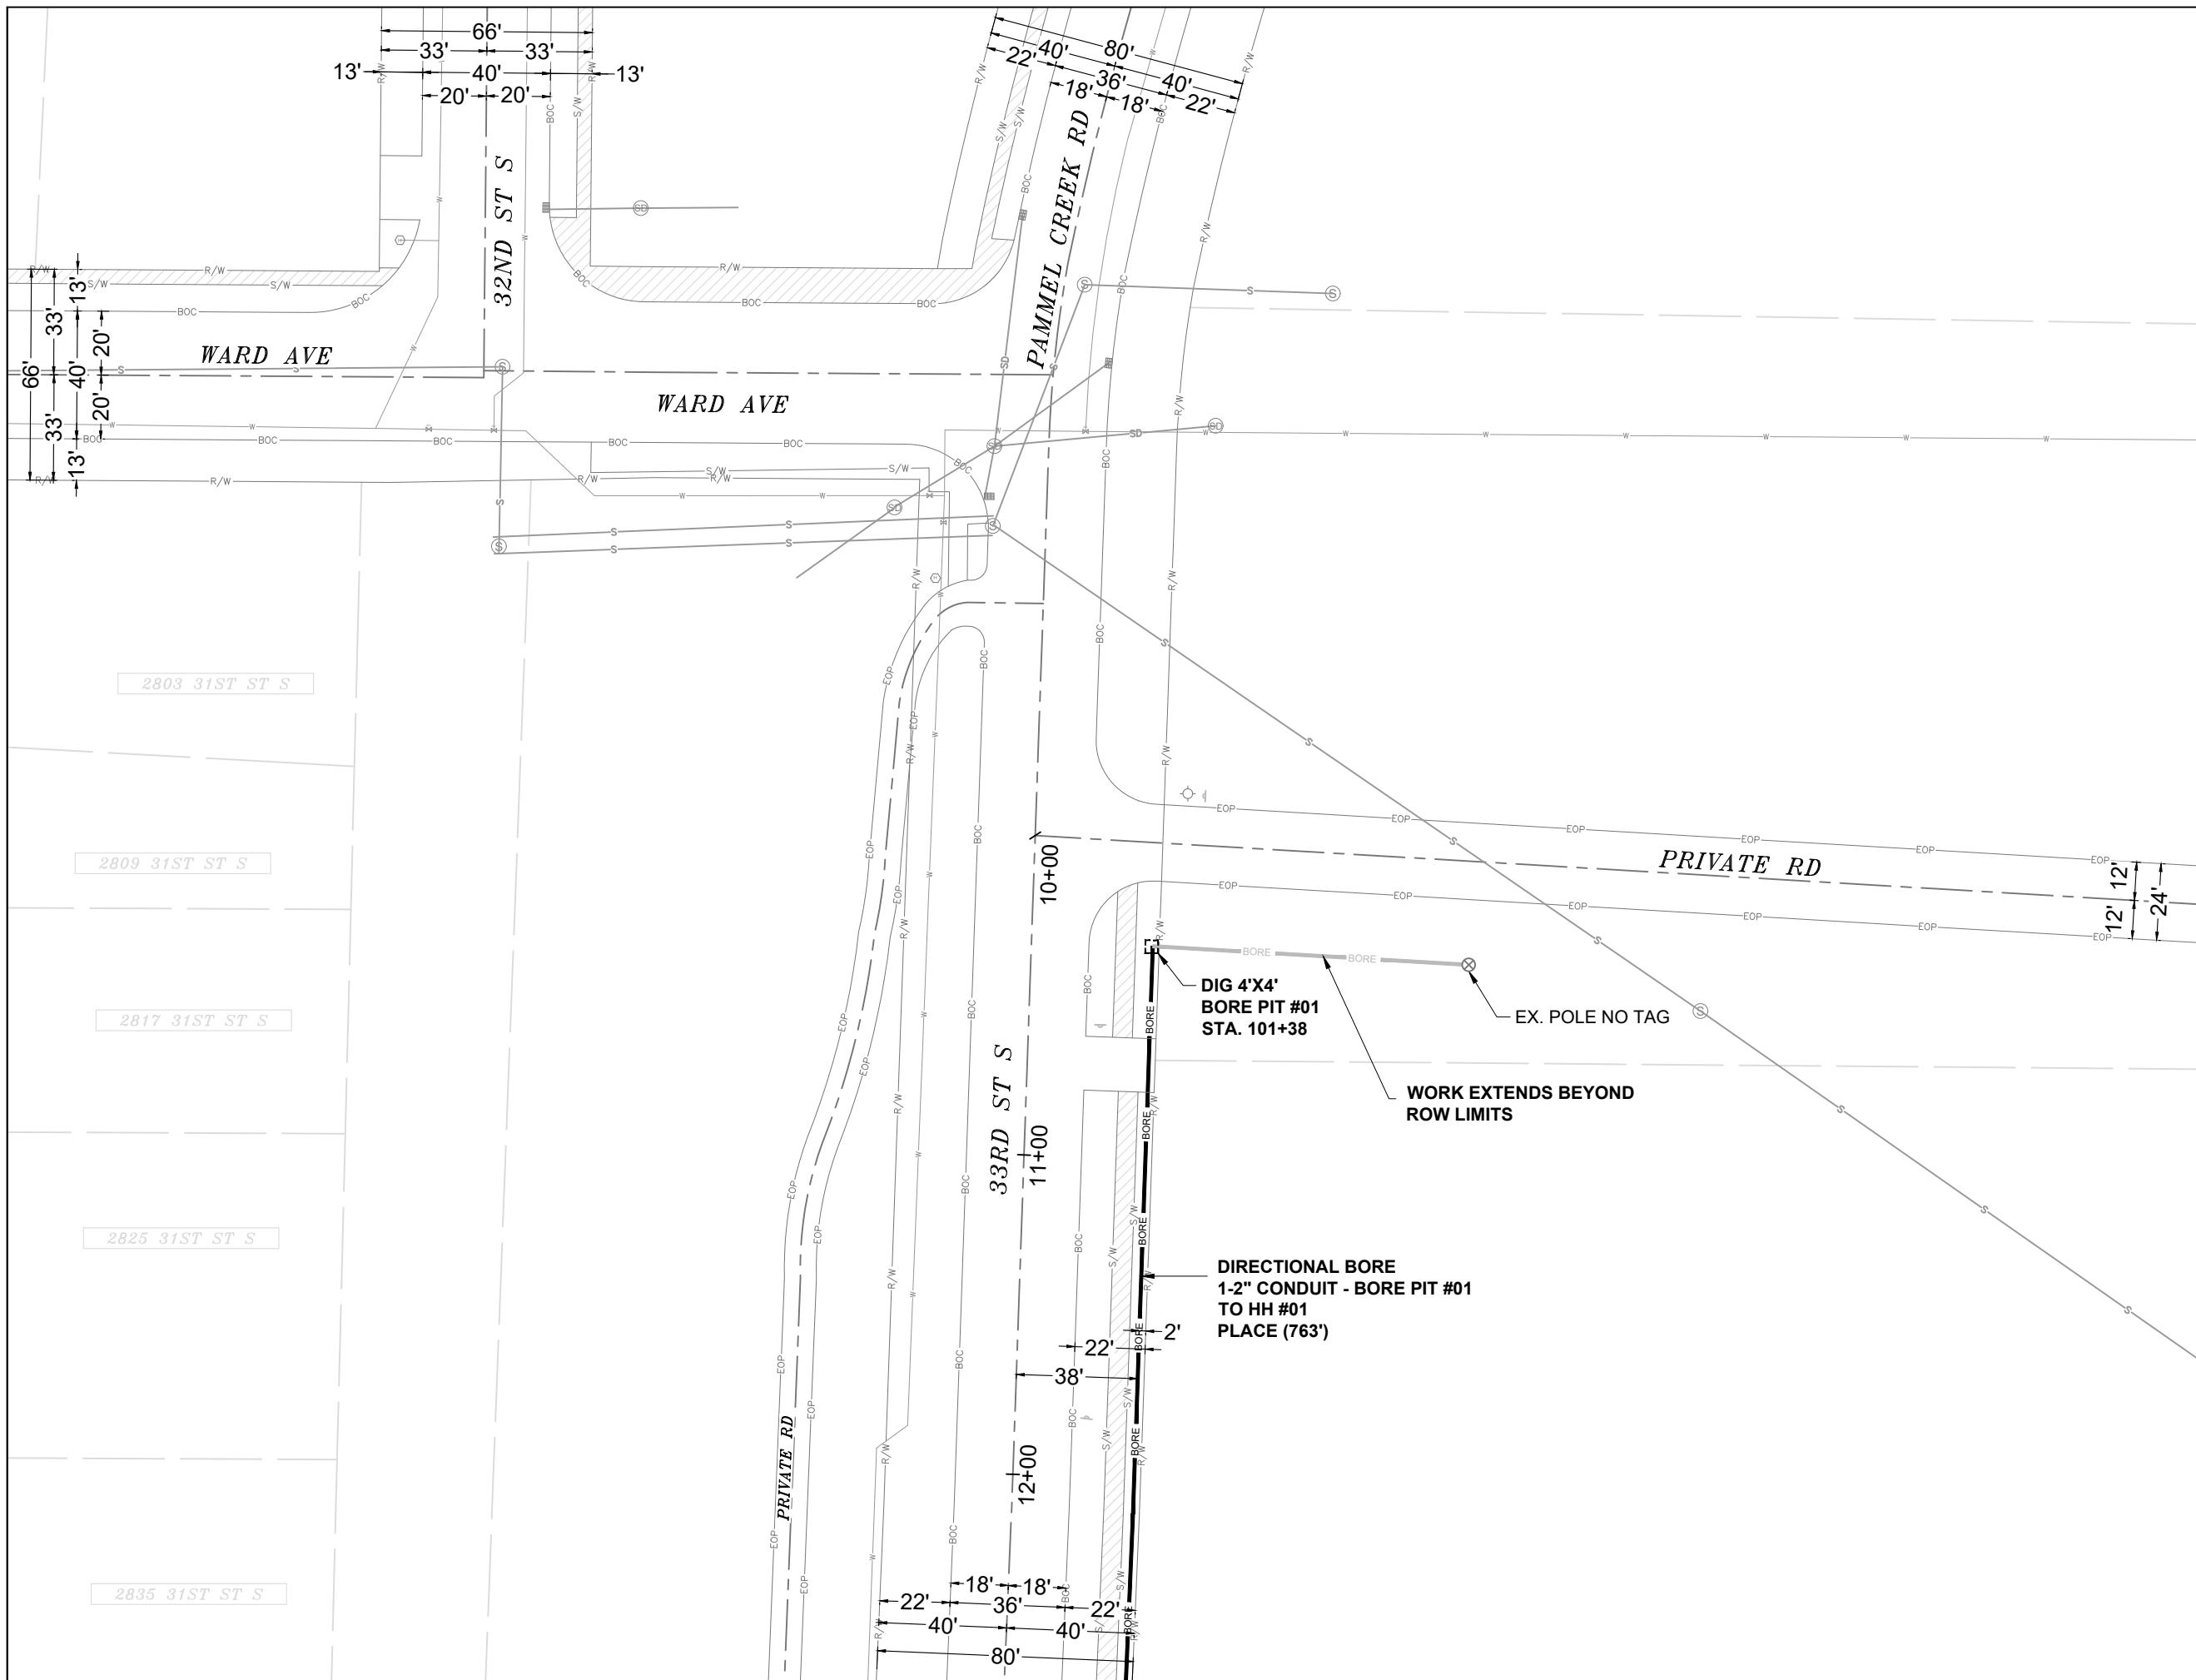 66'
33'
33'
13'
40'
13'
20'
20'
80'
40'
40'
22'
36'
22'
18'
18'
R/W
S/W
BOC
W
SD
S
32ND ST S
PAMMEL CREEK RD
WARD AVE
WARD AVE
13'
33'
20'
66'
40'
20'
33'
13'
2803 31ST ST S
2809 31ST ST S
2817 31ST ST S
2825 31ST ST S
2835 31ST ST S
EOP
10+00
PRIVATE RD
12'
12'
24'
BORE
BORE
DIG 4'X4'
BORE PIT #01
STA. 101+38
EX. POLE NO TAG
WORK EXTENDS BEYOND
ROW LIMITS
33RD ST S
11+00
DIRECTIONAL BORE
1-2" CONDUIT - BORE PIT #01
TO HH #01
PLACE (763')
2'
22'
38'
12+00
PRIVATE RD
18'
18'
22'
36'
22'
40'
40'
80'